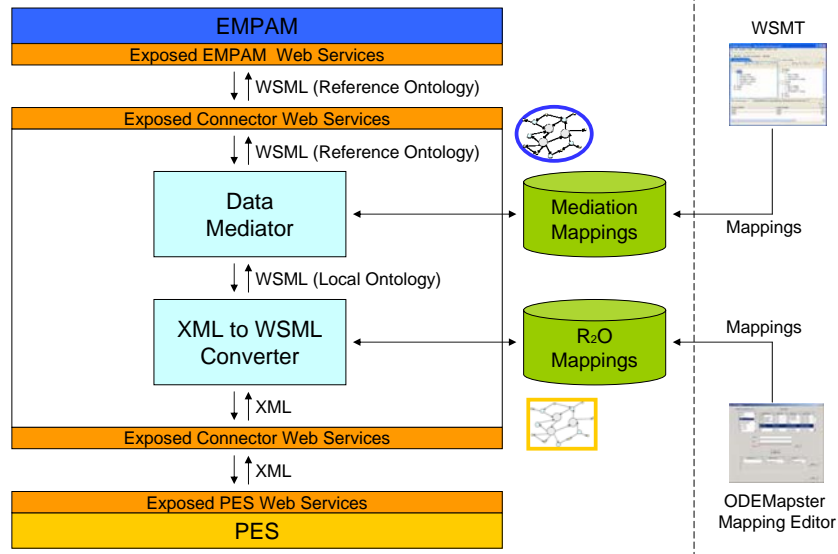 EMPAM
WSMT
Exposed EMPAM Web Services
WSML (Reference Ontology)
Exposed Connector Web Services
WSML (Reference Ontology)
Data
Mediator
Mediation
Mappings
Mappings
WSML (Local Ontology)
XML to WSML
Converter
R2O
Mappings
Mappings
XML
Exposed Connector Web Services
XML
Exposed PES Web Services
PES
ODEMapster
Mapping Editor